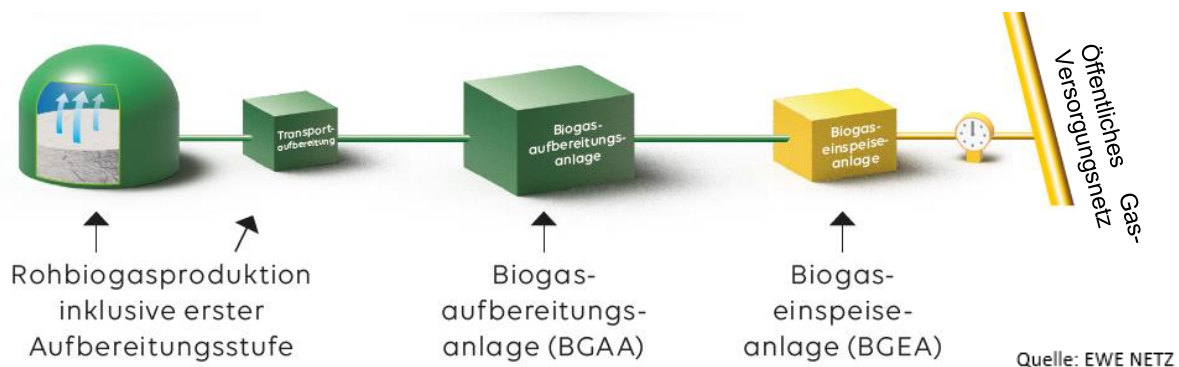 Transport-
aufbereitung
Biogas-
aufbereitungs-
anlage
Biogas-
einspeise-
anlage
Öffentliches Gas-
Versorgungsnetz
Rohbiogasproduktion
inklusive erster
Aufbereitungsstufe
Biogas-
aufbereitungs-
anlage (BGAA)
Biogas-
einspeise-
anlage (BGEA)
Quelle: EWE NETZ